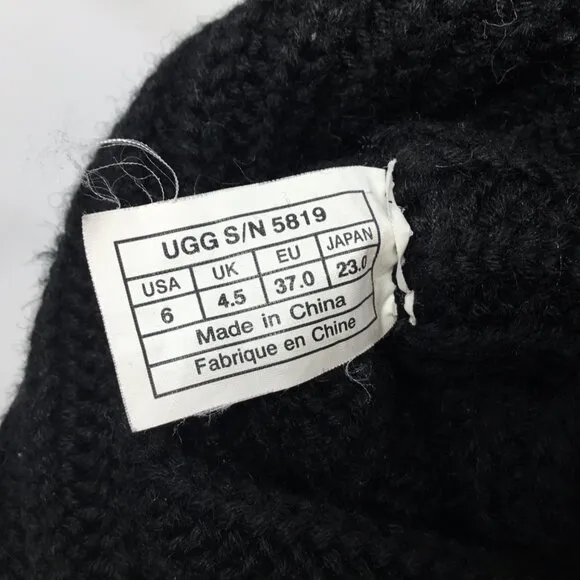 UGG S/N 5819
USA UK EU JAPAN
6 4.5 37.0 23.0
Made in China
Fabrique en Chine